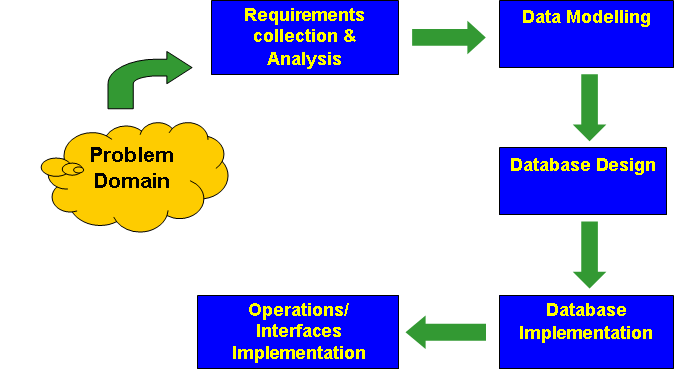 Requirements
collection &
Analysis
Data Modelling
Problem
Domain
Database Design
Database
Implementation
Operations/
Interfaces
Implementation